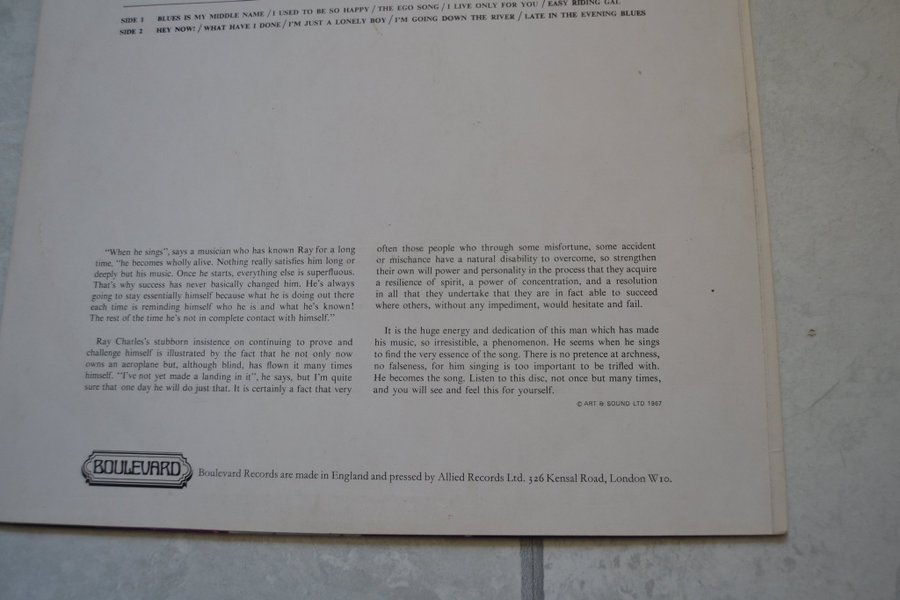 SIDE 1 BLUES IS MY MIDDLE NAME / I USED TO BE SO HAPPY / THE EGO SONG / I LIVE ONLY FOR YOU / EASY RIDING GAL
SIDE 2 HEY NOW! / WHAT HAVE I DONE / I'M JUST A LONELY BOY / I'M GOING DOWN THE RIVER / LATE IN THE EVENING BLUES
"When he sings", says a musician who has known Ray for a long
time, "he becomes wholly alive. Nothing really satisfies him long or
deeply but his music. Once he starts, everything else is superfluous.
That's why success has never basically changed him. He's always
going to stay essentially himself because what he is doing out there
each time is reminding himself who he is and what he's known!
The rest of the time he's not in complete contact with himself."
Ray Charles's stubborn insistence on continuing to prove and
challenge himself is illustrated by the fact that he not only now
owns an aeroplane but, although blind, has flown it many times
himself. "I've not yet made a landing in it", he says, but I'm quite
sure that one day he will do just that. It is certainly a fact that very
often those people who through some misfortune, some accident
or mischance have a natural disability to overcome, so strengthen
their own will power and personality in the process that they acquire
a resilience of spirit, a power of concentration, and a resolution
in all that they undertake that they are in fact able to succeed
where others, without any impediment, would hesitate and fail.
It is the huge energy and dedication of this man which has made
his music, so irresistible, a phenomenon. He seems when he sings
to find the very essence of the song. There is no pretence at archness,
no falseness, for him singing is too important to be trifled with.
He becomes the song. Listen to this disc, not once but many times,
and you will see and feel this for yourself.
© ART & SOUND LTD 1967
BOULEVARD
Boulevard Records are made in England and pressed by Allied Records Ltd. 326 Kensal Road, London W10.